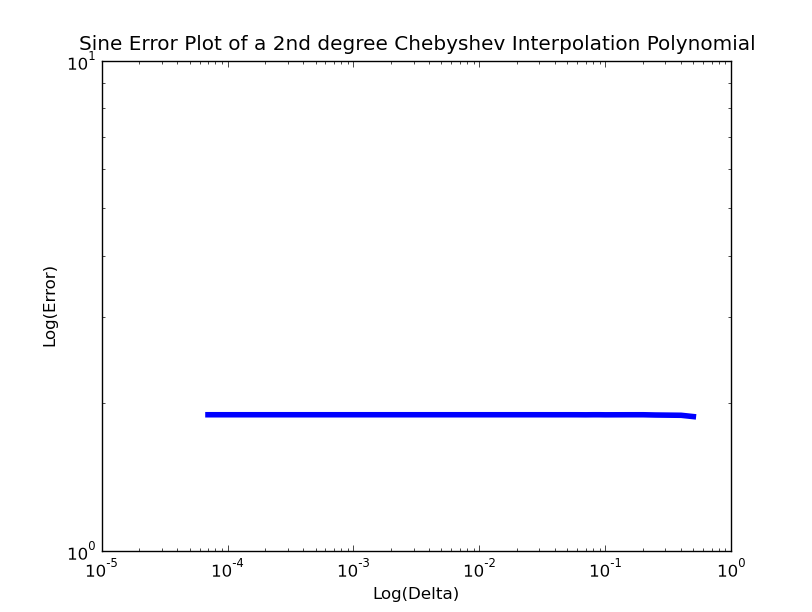 Sine Error Plot of a 2nd degree Chebyshev Interpolation Polynomial
10^1
Log(Error)
10^0
10^-5 10^-4 10^-3 10^-2 10^-1 10^0
Log(Delta)